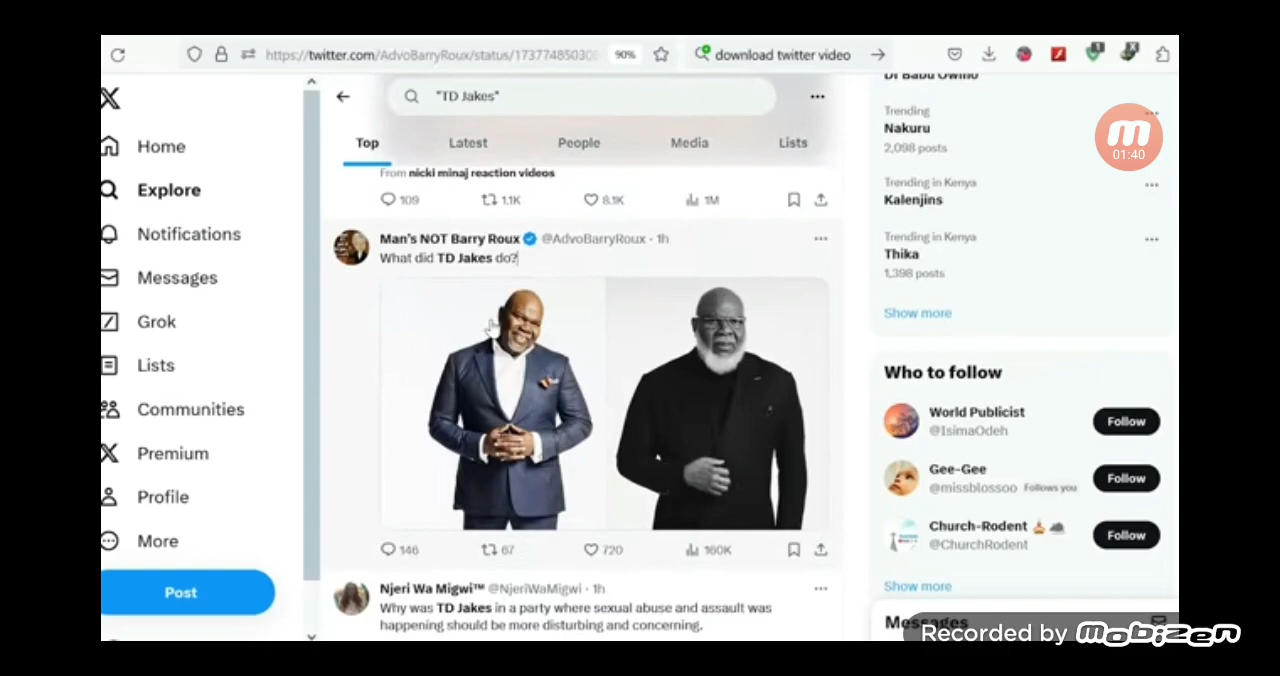 https://twitter.com/AdvoBarryRoux/status/17377485030
90%
download twitter video
"TD Jakes"
Top
Latest
People
Media
Lists
Home
Explore
Notifications
Messages
Grok
Lists
Communities
Premium
Profile
More
Post
From nicki minaj reaction videos
109
1.1K
8.1K
1M
Man's NOT Barry Roux @AdvoBarryRoux · 1h
What did TD Jakes do?
146
67
720
160K
Njeri Wa Migwi™ @NjeriWaMigwi · 1h
Why was TD Jakes in a party where sexual abuse and assault was
happening should be more disturbing and concerning.
Dr Babu Owino
Trending
Nakuru
2,098 posts
Trending in Kenya
Kalenjins
Trending in Kenya
Thika
1,398 posts
Show more
Who to follow
World Publicist
@IsimaOdeh
Follow
Gee-Gee
@missblossoo Follows you
Follow
Church-Rodent
@ChurchRodent
Follow
Show more
Messages
01:40
Recorded by mobizen